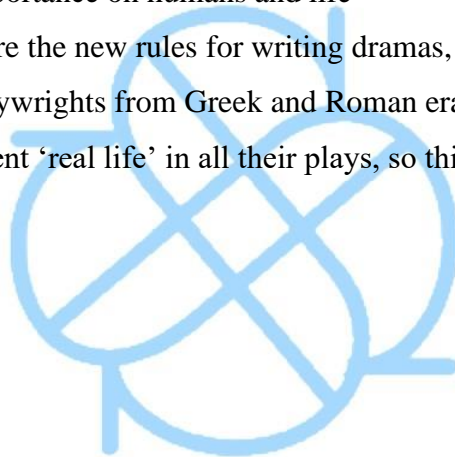 portance on humans and life
re the new rules for writing dramas,
ywrights from Greek and Roman era
ent ‘real life’ in all their plays, so thi